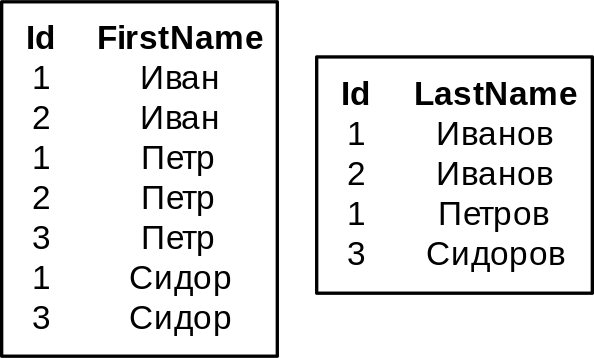 Id FirstName
1 Иван
2 Иван
1 Петр
2 Петр
3 Петр
1 Сидор
3 Сидор
Id LastName
1 Иванов
2 Иванов
1 Петров
3 Сидоров